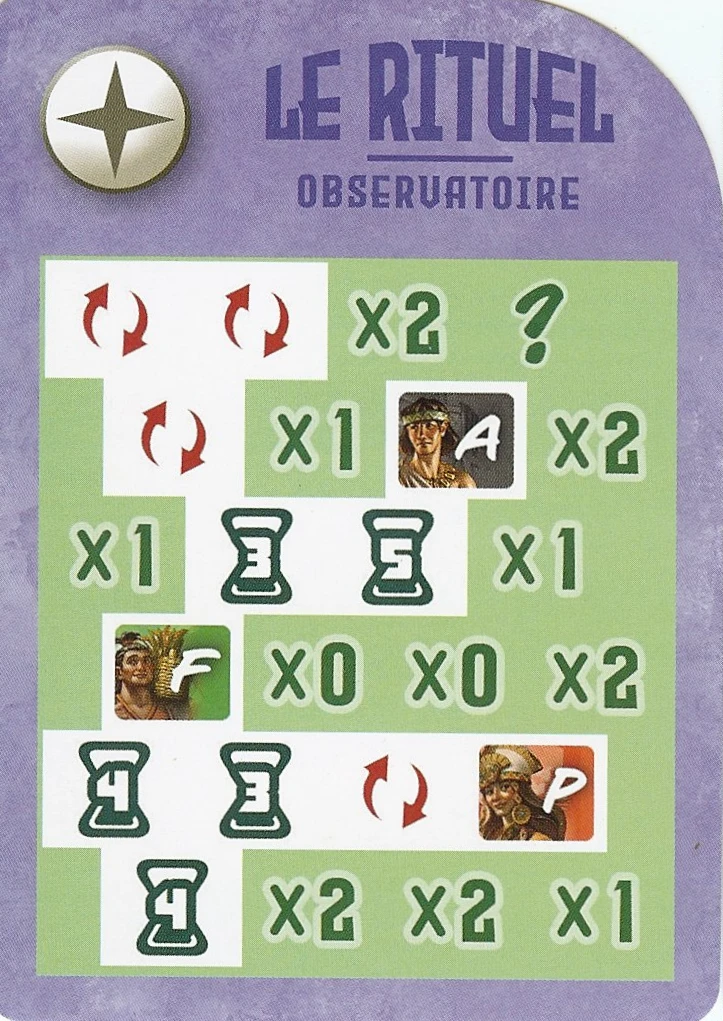 LE RITUEL
OBSERVATOIRE
x2 ?
x1 A x2
x1 3 5 x1
F x0 x0 x2
4 3 P
4 x2 x2 x1